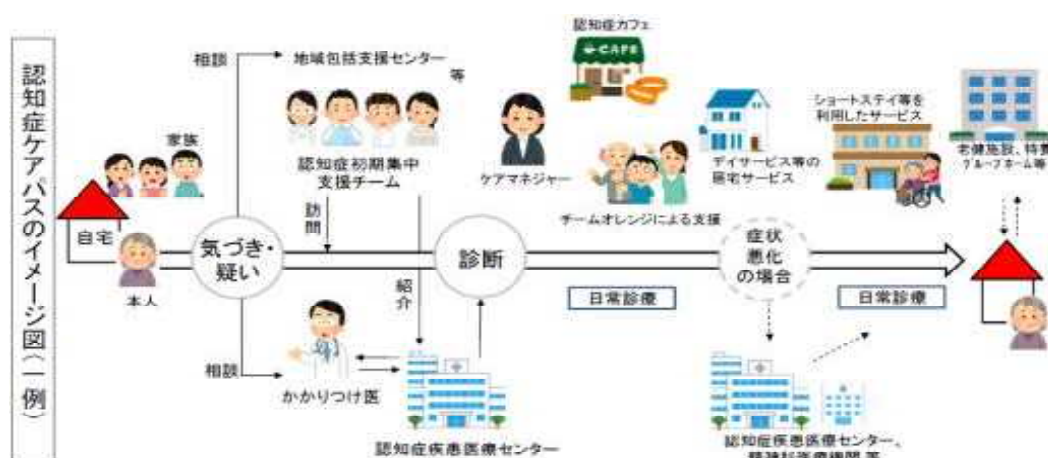 認知症ケアパスのイメージ図(一例)
家族
自宅
本人
相談
地域包括支援センター
等
認知症初期集中
支援チーム
訪問
気づき・
疑い
紹介
相談
かかりつけ医
認知症疾患医療センター
診断
認知症カフェ
CAFE
ケアマネジャー
チームオレンジによる支援
デイサービス等の
居宅サービス
日常診療
症状
悪化
の場合
ショートステイ等を
利用したサービス
日常診療
老健施設、特養
グループホーム等
認知症疾患医療センター、
精神科医療機関 等